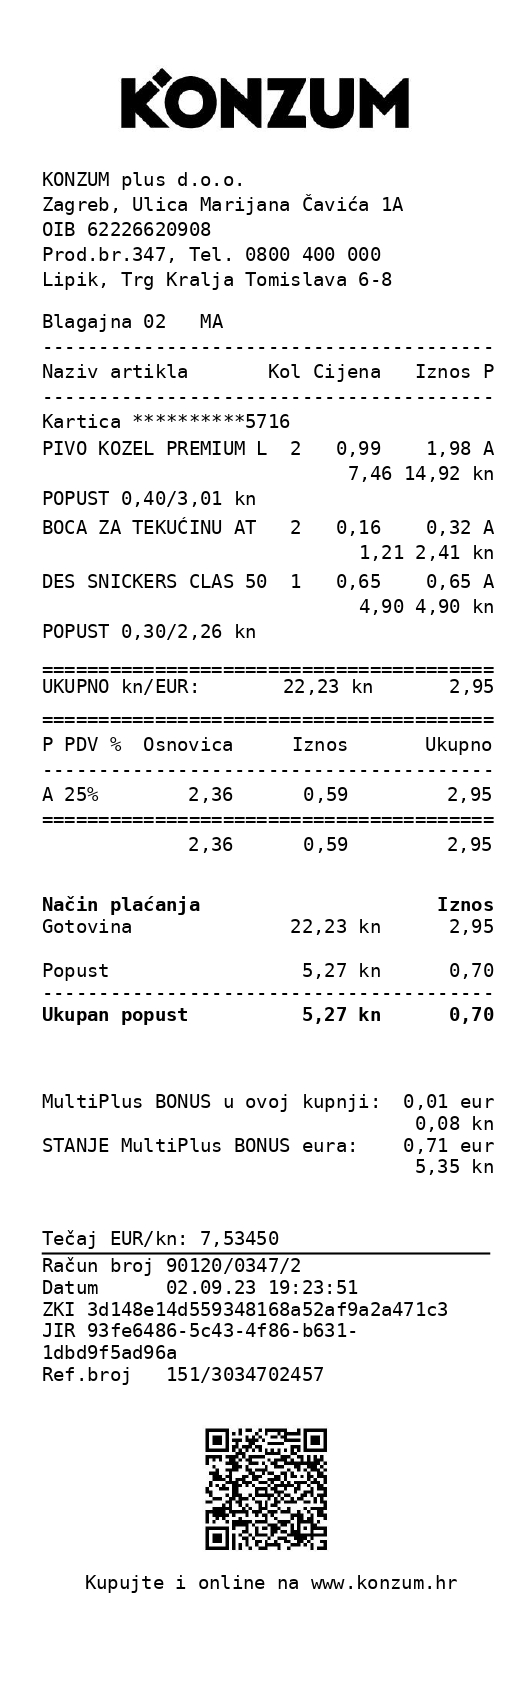 KONZUM
KONZUM plus d.o.o.
Zagreb, Ulica Marijana Čavića 1A
OIB 62226620908
Prod.br.347, Tel. 0800 400 000
Lipik, Trg Kralja Tomislava 6-8
Blagajna 02 MA
----------------------------------------
Naziv artikla Kol Cijena Iznos P
----------------------------------------
Kartica **********5716
PIVO KOZEL PREMIUM L 2 0,99 1,98 A
7,46 14,92 kn
POPUST 0,40/3,01 kn
BOCA ZA TEKUĆINU AT 2 0,16 0,32 A
1,21 2,41 kn
DES SNICKERS CLAS 50 1 0,65 0,65 A
4,90 4,90 kn
POPUST 0,30/2,26 kn
========================================
UKUPNO kn/EUR: 22,23 kn 2,95
========================================
P PDV % Osnovica Iznos Ukupno
----------------------------------------
A 25% 2,36 0,59 2,95
========================================
2,36 0,59 2,95
Način plaćanja Iznos
Gotovina 22,23 kn 2,95
Popust 5,27 kn 0,70
----------------------------------------
Ukupan popust 5,27 kn 0,70
MultiPlus BONUS u ovoj kupnji: 0,01 eur
0,08 kn
STANJE MultiPlus BONUS eura: 0,71 eur
5,35 kn
Tečaj EUR/kn: 7,53450
Račun broj 90120/0347/2
Datum 02.09.23 19:23:51
ZKI 3d148e14d559348168a52af9a2a471c3
JIR 93fe6486-5c43-4f86-b631-
1dbd9f5ad96a
Ref.broj 151/3034702457
Kupujte i online na www.konzum.hr